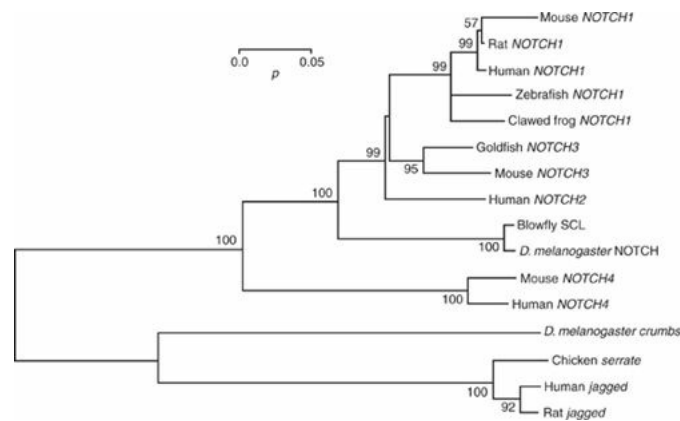 57
Mouse NOTCH1
99
Rat NOTCH1
0.0 0.05
p
99
Human NOTCH1
Zebrafish NOTCH1
Clawed frog NOTCH1
99
Goldfish NOTCH3
95
Mouse NOTCH3
100
Human NOTCH2
Blowfly SCL
100
100
D. melanogaster NOTCH
Mouse NOTCH4
100
Human NOTCH4
D. melanogaster crumbs
Chicken serrate
100
Human jagged
92
Rat jagged